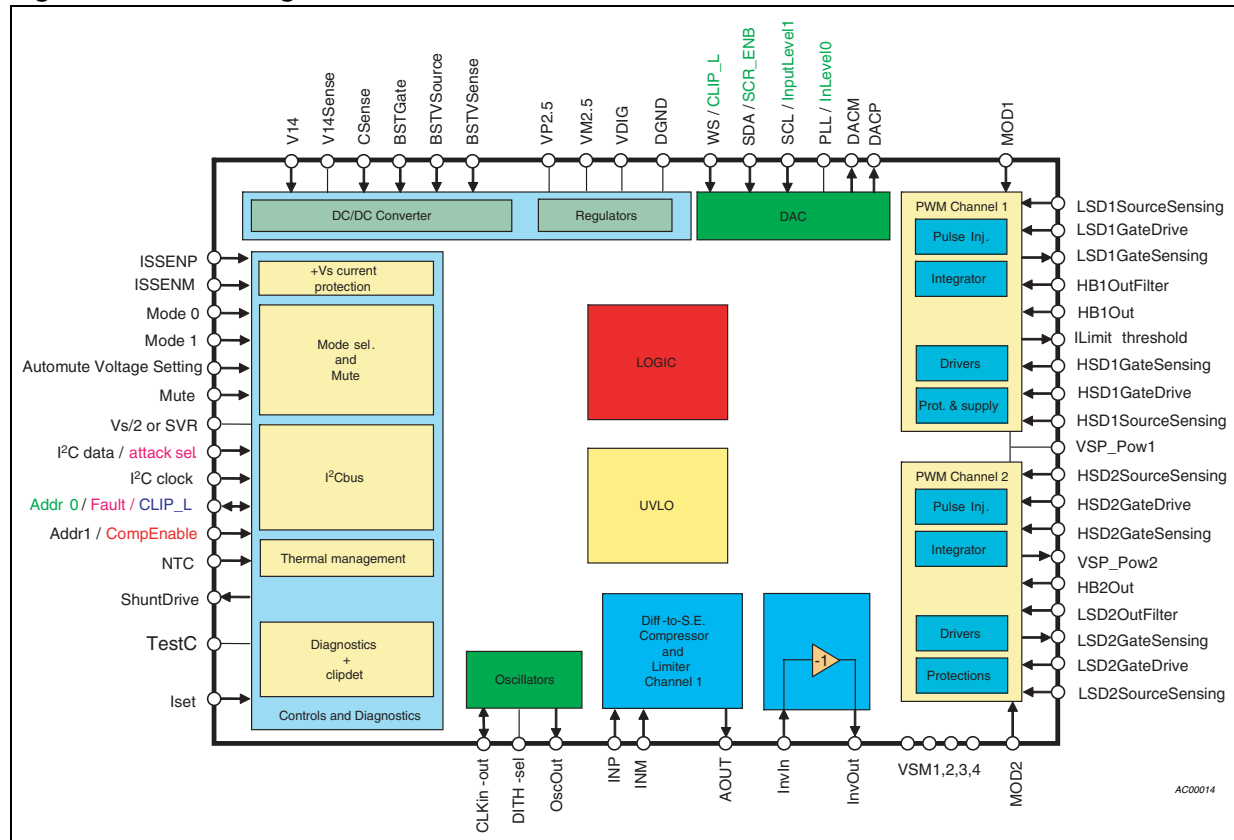 V14
V14Sense
CSense
BSTGate
BSTVSource
BSTVSense
VP2.5
VM2.5
VDIG
DGND
WS / CLIP_L
SDA / SCR_ENB
SCL / InputLevel1
PLL / InLevel0
DACM
DACP
MOD1
DC/DC Converter
Regulators
DAC
ISSENP
ISSENM
Mode 0
Mode 1
Automute Voltage Setting
Mute
Vs/2 or SVR
I²C data / attack sel.
I²C clock
Addr 0 / Fault / CLIP_L
Addr1 / CompEnable
NTC
ShuntDrive
TestC
Iset
+Vs current
protection
Mode sel.
and
Mute
I²Cbus
Thermal management
Diagnostics
+
clipdet
Controls and Diagnostics
LOGIC
UVLO
Oscillators
Diff-to-S.E.
Compressor
and
Limiter
Channel 1
-1
PWM Channel 1
Pulse Inj.
Integrator
Drivers
Prot. & supply
PWM Channel 2
Pulse Inj.
Integrator
Drivers
Protections
LSD1SourceSensing
LSD1GateDrive
LSD1GateSensing
HB1OutFilter
HB1Out
ILimit threshold
HSD1GateSensing
HSD1GateDrive
HSD1SourceSensing
VSP_Pow1
HSD2SourceSensing
HSD2GateDrive
HSD2GateSensing
VSP_Pow2
HB2Out
LSD2OutFilter
LSD2GateSensing
LSD2GateDrive
LSD2SourceSensing
CLKin -out
DITH -sel
OscOut
INP
INM
AOUT
InvIn
InvOut
VSM1,2,3,4
MOD2
AC00014